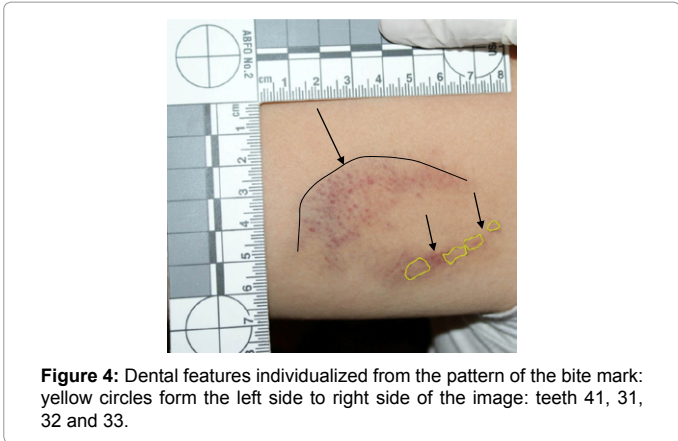 ABFO No.2
cm 1 2 3 4 5 6 7 8
cm
1
2
3
4
5
6
7
8
Figure 4: Dental features individualized from the pattern of the bite mark:
yellow circles form the left side to right side of the image: teeth 41, 31,
32 and 33.